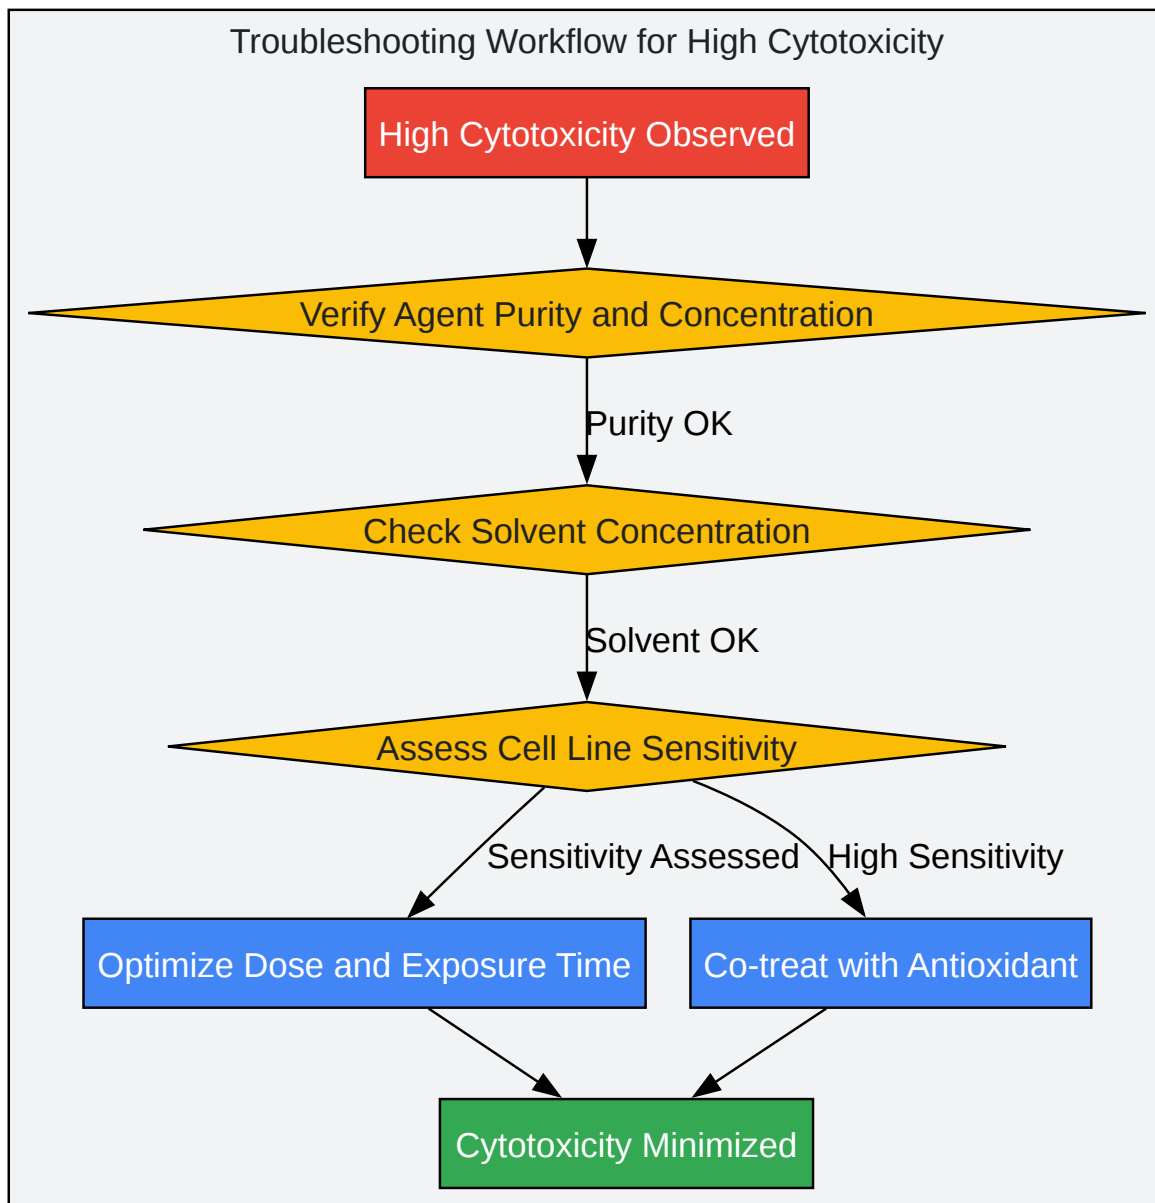 Troubleshooting Workflow for High Cytotoxicity
High Cytotoxicity Observed
Verify Agent Purity and Concentration
Purity OK
Check Solvent Concentration
Solvent OK
Assess Cell Line Sensitivity
Sensitivity Assessed
High Sensitivity
Optimize Dose and Exposure Time
Co-treat with Antioxidant
Cytotoxicity Minimized